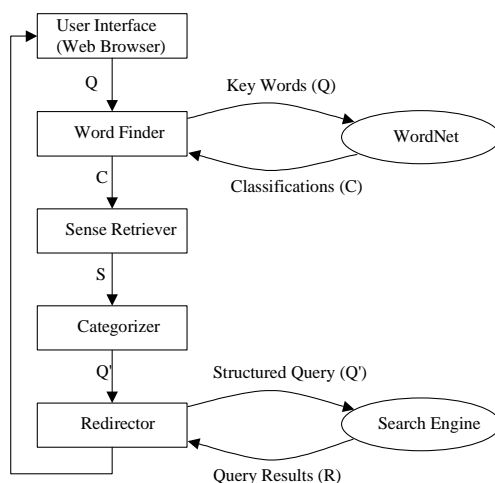 User Interface
(Web Browser)
Q
Key Words (Q)
Word Finder
WordNet
C
Classifications (C)
Sense Retriever
S
Categorizer
Q'
Structured Query (Q')
Redirector
Search Engine
Query Results (R)